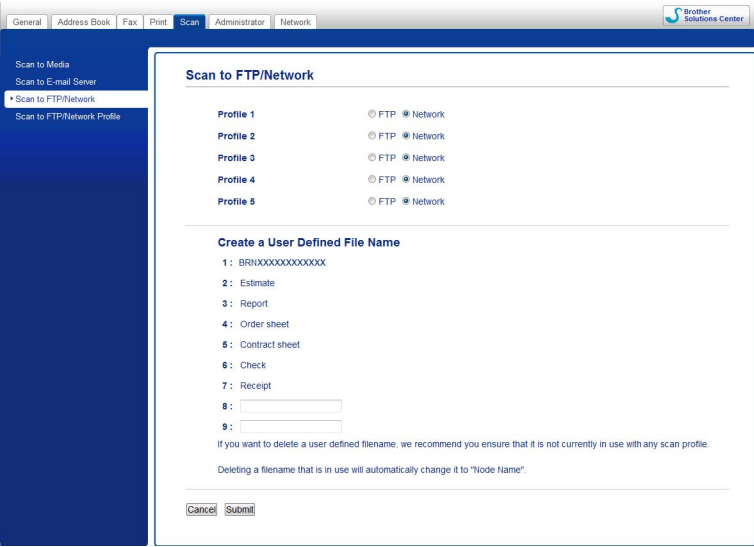 General Address Book Fax Print Scan Administrator Network
Brother
Solutions Center
Scan to Media
Scan to E-mail Server
Scan to FTP/Network
Scan to FTP/Network Profile
Scan to FTP/Network
Profile 1 FTP Network
Profile 2 FTP Network
Profile 3 FTP Network
Profile 4 FTP Network
Profile 5 FTP Network
Create a User Defined File Name
1 : BRNXXXXXXXXXXXX
2 : Estimate
3 : Report
4 : Order sheet
5 : Contract sheet
6 : Check
7 : Receipt
8 :
9 :
If you want to delete a user defined filename, we recommend you ensure that it is not currently in use with any scan profile.
Deleting a filename that is in use will automatically change it to "Node Name".
Cancel Submit